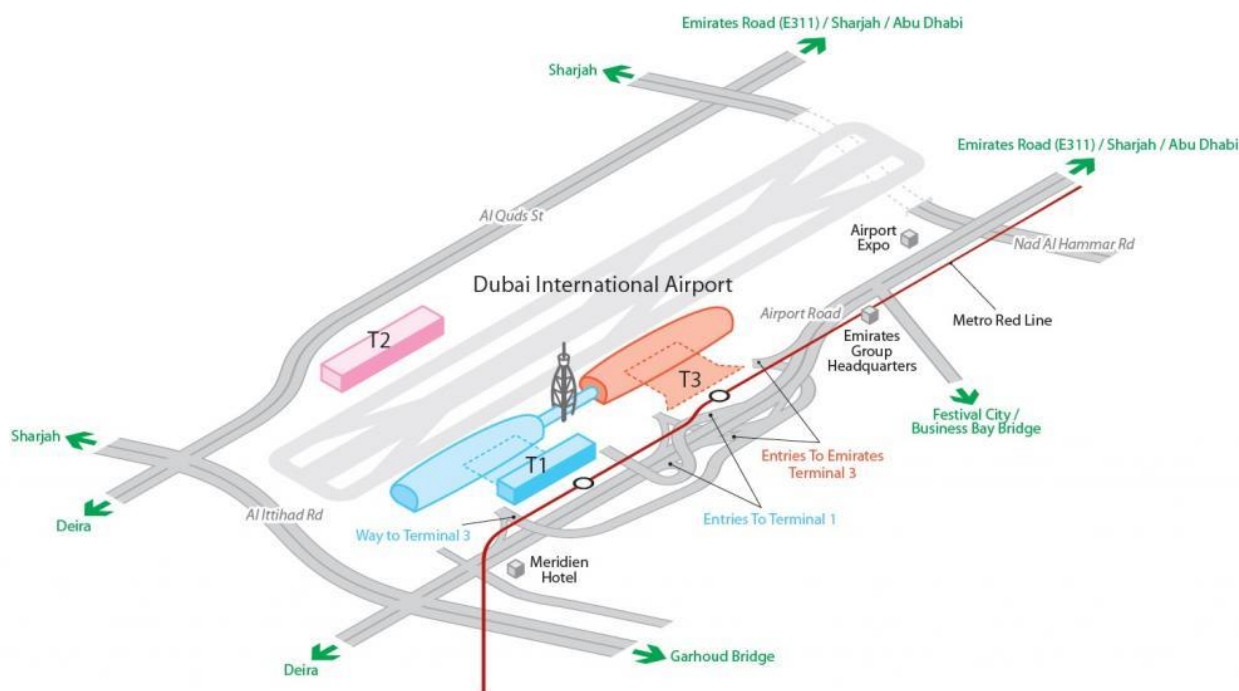 Emirates Road (E311) / Sharjah / Abu Dhabi
Sharjah
Emirates Road (E311) / Sharjah / Abu Dhabi
Al Quds St
Airport
Expo
Nad Al Hammar Rd
Dubai International Airport
Airport Road
Metro Red Line
Emirates
Group
Headquarters
T2
T3
Festival City /
Business Bay Bridge
Sharjah
T1
Entries To Emirates
Terminal 3
Al Ittihad Rd
Entries To Terminal 1
Deira
Way to Terminal 3
Meridien
Hotel
Garhoud Bridge
Deira